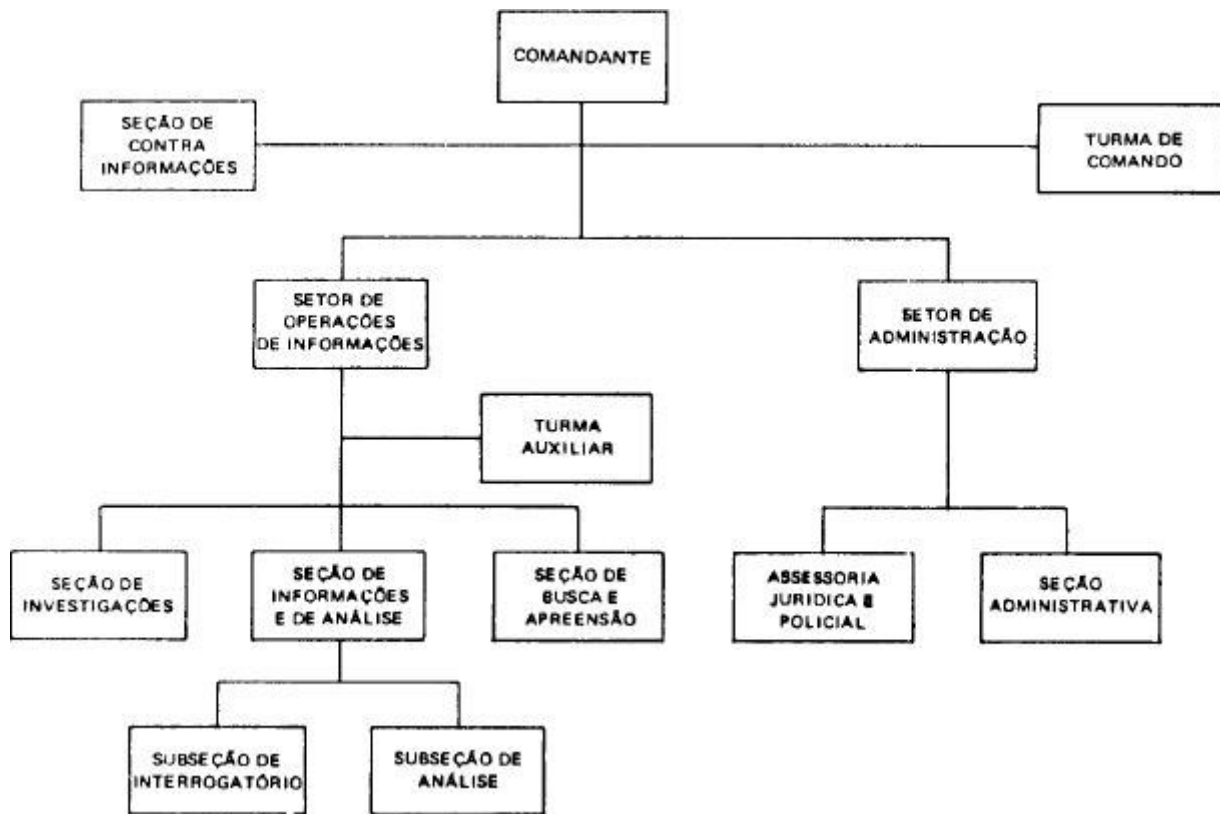 COMANDANTE
SEÇÃO DE
CONTRA
INFORMAÇÕES
TURMA DE
COMANDO
SETOR DE
OPERAÇÕES
DE INFORMAÇÕES
SETOR DE
ADMINISTRAÇÃO
TURMA
AUXILIAR
SEÇÃO DE
INVESTIGAÇÕES
SEÇÃO DE
INFORMAÇÕES
E DE ANÁLISE
SEÇÃO DE
BUSCA E
APREENSÃO
ASSESSORIA
JURIDICA E
POLICIAL
SEÇÃO
ADMINISTRATIVA
SUBSEÇÃO DE
INTERROGATÓRIO
SUBSEÇÃO DE
ANÁLISE